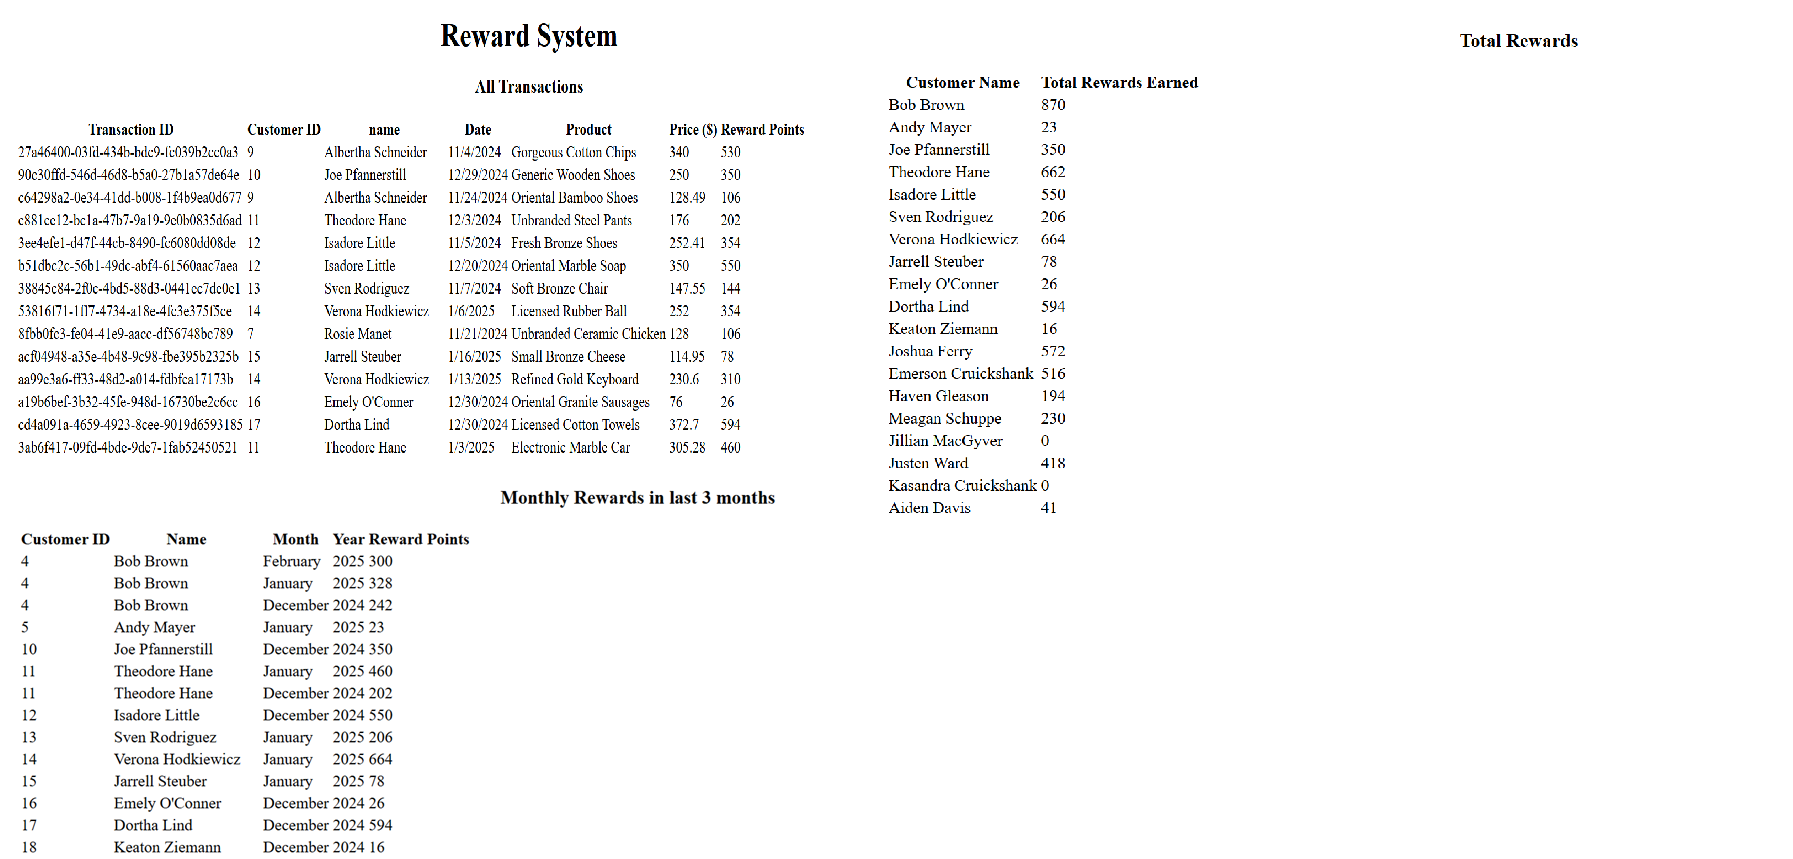 Reward System
All Transactions
Transaction ID Customer ID name Date Product Price ($) Reward Points
27a46400-03fd-434b-bdc9-fc039b2cc0a3 9 Albertha Schneider 11/4/2024 Gorgeous Cotton Chips 340 530
90c30ffd-546d-46d8-b5a0-27b1a57de64e 10 Joe Pfannerstill 12/29/2024 Generic Wooden Shoes 250 350
c64298a2-0e34-41dd-b008-1f4b9ea0d677 9 Albertha Schneider 11/24/2024 Oriental Bamboo Shoes 128.49 106
c881cc12-bc1a-47b7-9a19-9c0b0835d6ad 11 Theodore Hane 12/3/2024 Unbranded Steel Pants 176 202
3ee4efe1-d47f-44cb-8490-fc6080dd08de 12 Isadore Little 11/5/2024 Fresh Bronze Shoes 252.41 354
b51dbc2c-56b1-49dc-abf4-61560aac7aea 12 Isadore Little 12/20/2024 Oriental Marble Soap 350 550
38845c84-2f0c-4bd5-88d3-0441cc7dc0c1 13 Sven Rodriguez 11/7/2024 Soft Bronze Chair 147.55 144
53816f71-1ff7-4734-a18e-4fc3e375f5ce 14 Verona Hodkiewicz 1/6/2025 Licensed Rubber Ball 252 354
8fbb0fc3-fe04-41e9-aacc-df56748bc789 7 Rosie Manet 11/21/2024 Unbranded Ceramic Chicken 128 106
acf04948-a35e-4b48-9c98-fbe395b2325b 15 Jarrell Steuber 1/16/2025 Small Bronze Cheese 114.95 78
aa99c3a6-ff33-48d2-a014-fdbfca17173b 14 Verona Hodkiewicz 1/13/2025 Refined Gold Keyboard 230.6 310
a19b6bef-3b32-45fe-948d-16730be2c6cc 16 Emely O'Conner 12/30/2024 Oriental Granite Sausages 76 26
cd4a091a-4659-4923-8cee-9019d6593185 17 Dortha Lind 12/30/2024 Licensed Cotton Towels 372.7 594
3ab6f417-09fd-4bdc-9dc7-1fab52450521 11 Theodore Hane 1/3/2025 Electronic Marble Car 305.28 460
Monthly Rewards in last 3 months
Customer ID Name Month Year Reward Points
4 Bob Brown February 2025 300
4 Bob Brown January 2025 328
4 Bob Brown December 2024 242
5 Andy Mayer January 2025 23
10 Joe Pfannerstill December 2024 350
11 Theodore Hane January 2025 460
11 Theodore Hane December 2024 202
12 Isadore Little December 2024 550
13 Sven Rodriguez January 2025 206
14 Verona Hodkiewicz January 2025 664
15 Jarrell Steuber January 2025 78
16 Emely O'Conner December 2024 26
17 Dortha Lind December 2024 594
18 Keaton Ziemann December 2024 16
Total Rewards
Customer Name Total Rewards Earned
Bob Brown 870
Andy Mayer 23
Joe Pfannerstill 350
Theodore Hane 662
Isadore Little 550
Sven Rodriguez 206
Verona Hodkiewicz 664
Jarrell Steuber 78
Emely O'Conner 26
Dortha Lind 594
Keaton Ziemann 16
Joshua Ferry 572
Emerson Cruickshank 516
Haven Gleason 194
Meagan Schuppe 230
Jillian MacGyver 0
Justen Ward 418
Kasandra Cruickshank 0
Aiden Davis 41